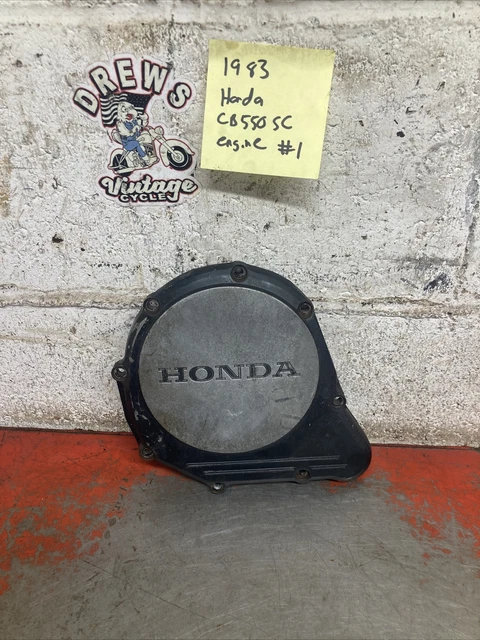 DREWS
Vintage
CYCLE
1983
Honda
CB550SC
engine #1
HONDA